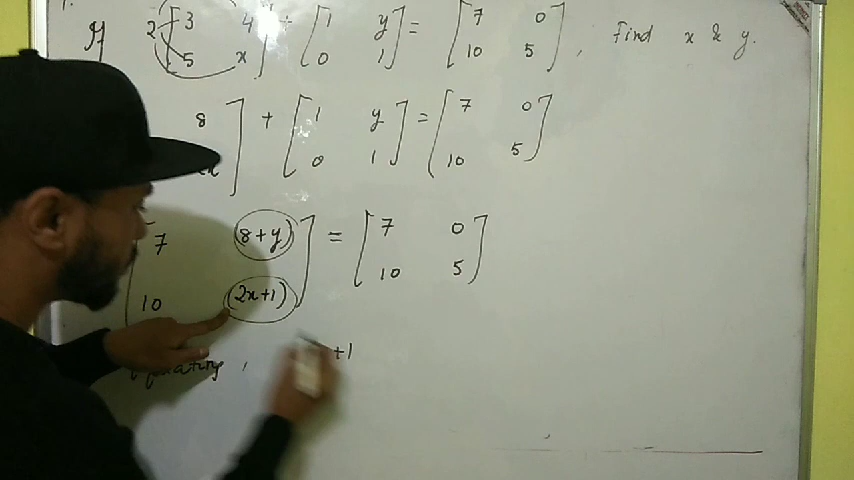 If 2 [ 3 4 5 x ] + [ 1 y 0 1 ] = [ 7 0 10 5 ] , Find x & y.
8 ] + [ 1 y 0 1 ] = [ 7 0 10 5 ]
7 (8+y) 10 (2x+1) ] = [ 7 0 10 5 ]
Equating , +1